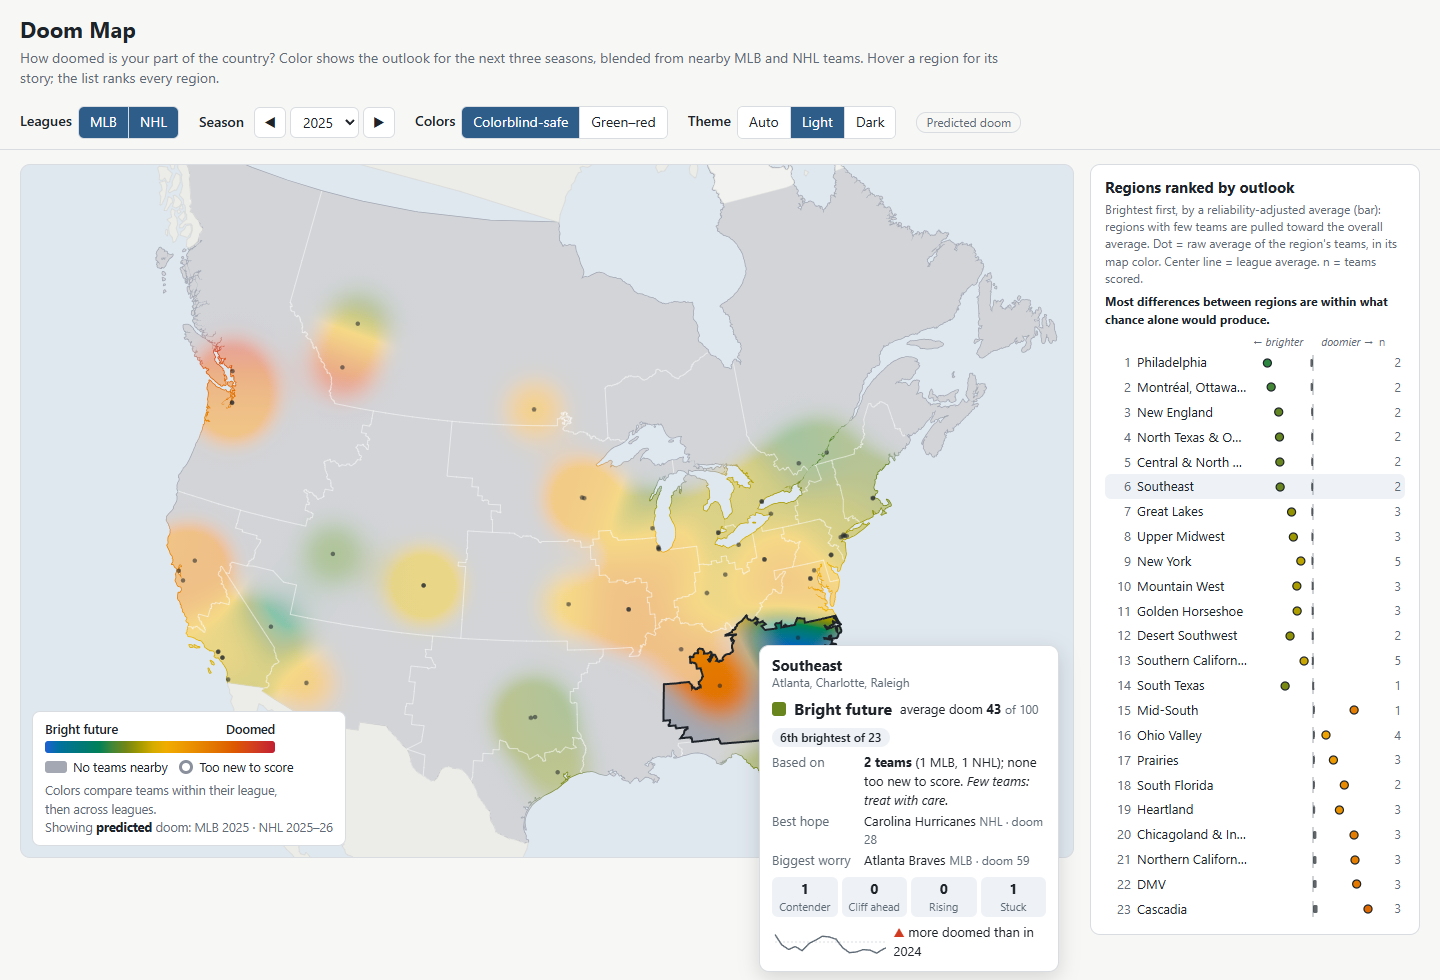 Doom Map
How doomed is your part of the country? Color shows the outlook for the next three seasons, blended from nearby MLB and NHL teams. Hover a region for its
story; the list ranks every region.
Leagues MLB NHL Season ◀ 2025 ▶ Colors Colorblind-safe Green–red Theme Auto Light Dark Predicted doom
Bright future Doomed
No teams nearby Too new to score
Colors compare teams within their league,
then across leagues.
Showing predicted doom: MLB 2025 · NHL 2025–26
Southeast
Atlanta, Charlotte, Raleigh
Bright future average doom 43 of 100
6th brightest of 23
Based on 2 teams (1 MLB, 1 NHL); none
too new to score. Few teams:
treat with care.
Best hope Carolina Hurricanes NHL · doom
28
Biggest worry Atlanta Braves MLB · doom 59
1 0 0 1
Contender Cliff ahead Rising Stuck
▲ more doomed than in
2024
Regions ranked by outlook
Brightest first, by a reliability-adjusted average (bar):
regions with few teams are pulled toward the overall
average. Dot = raw average of the region's teams, in its
map color. Center line = league average. n = teams
scored.
Most differences between regions are within what
chance alone would produce.
← brighter doomier → n
1 Philadelphia 2
2 Montréal, Ottawa... 2
3 New England 2
4 North Texas & O... 2
5 Central & North ... 2
6 Southeast 2
7 Great Lakes 3
8 Upper Midwest 3
9 New York 5
10 Mountain West 3
11 Golden Horseshoe 3
12 Desert Southwest 2
13 Southern Californ... 5
14 South Texas 1
15 Mid-South 1
16 Ohio Valley 4
17 Prairies 3
18 South Florida 2
19 Heartland 3
20 Chicagoland & In... 3
21 Northern Californ... 3
22 DMV 3
23 Cascadia 3